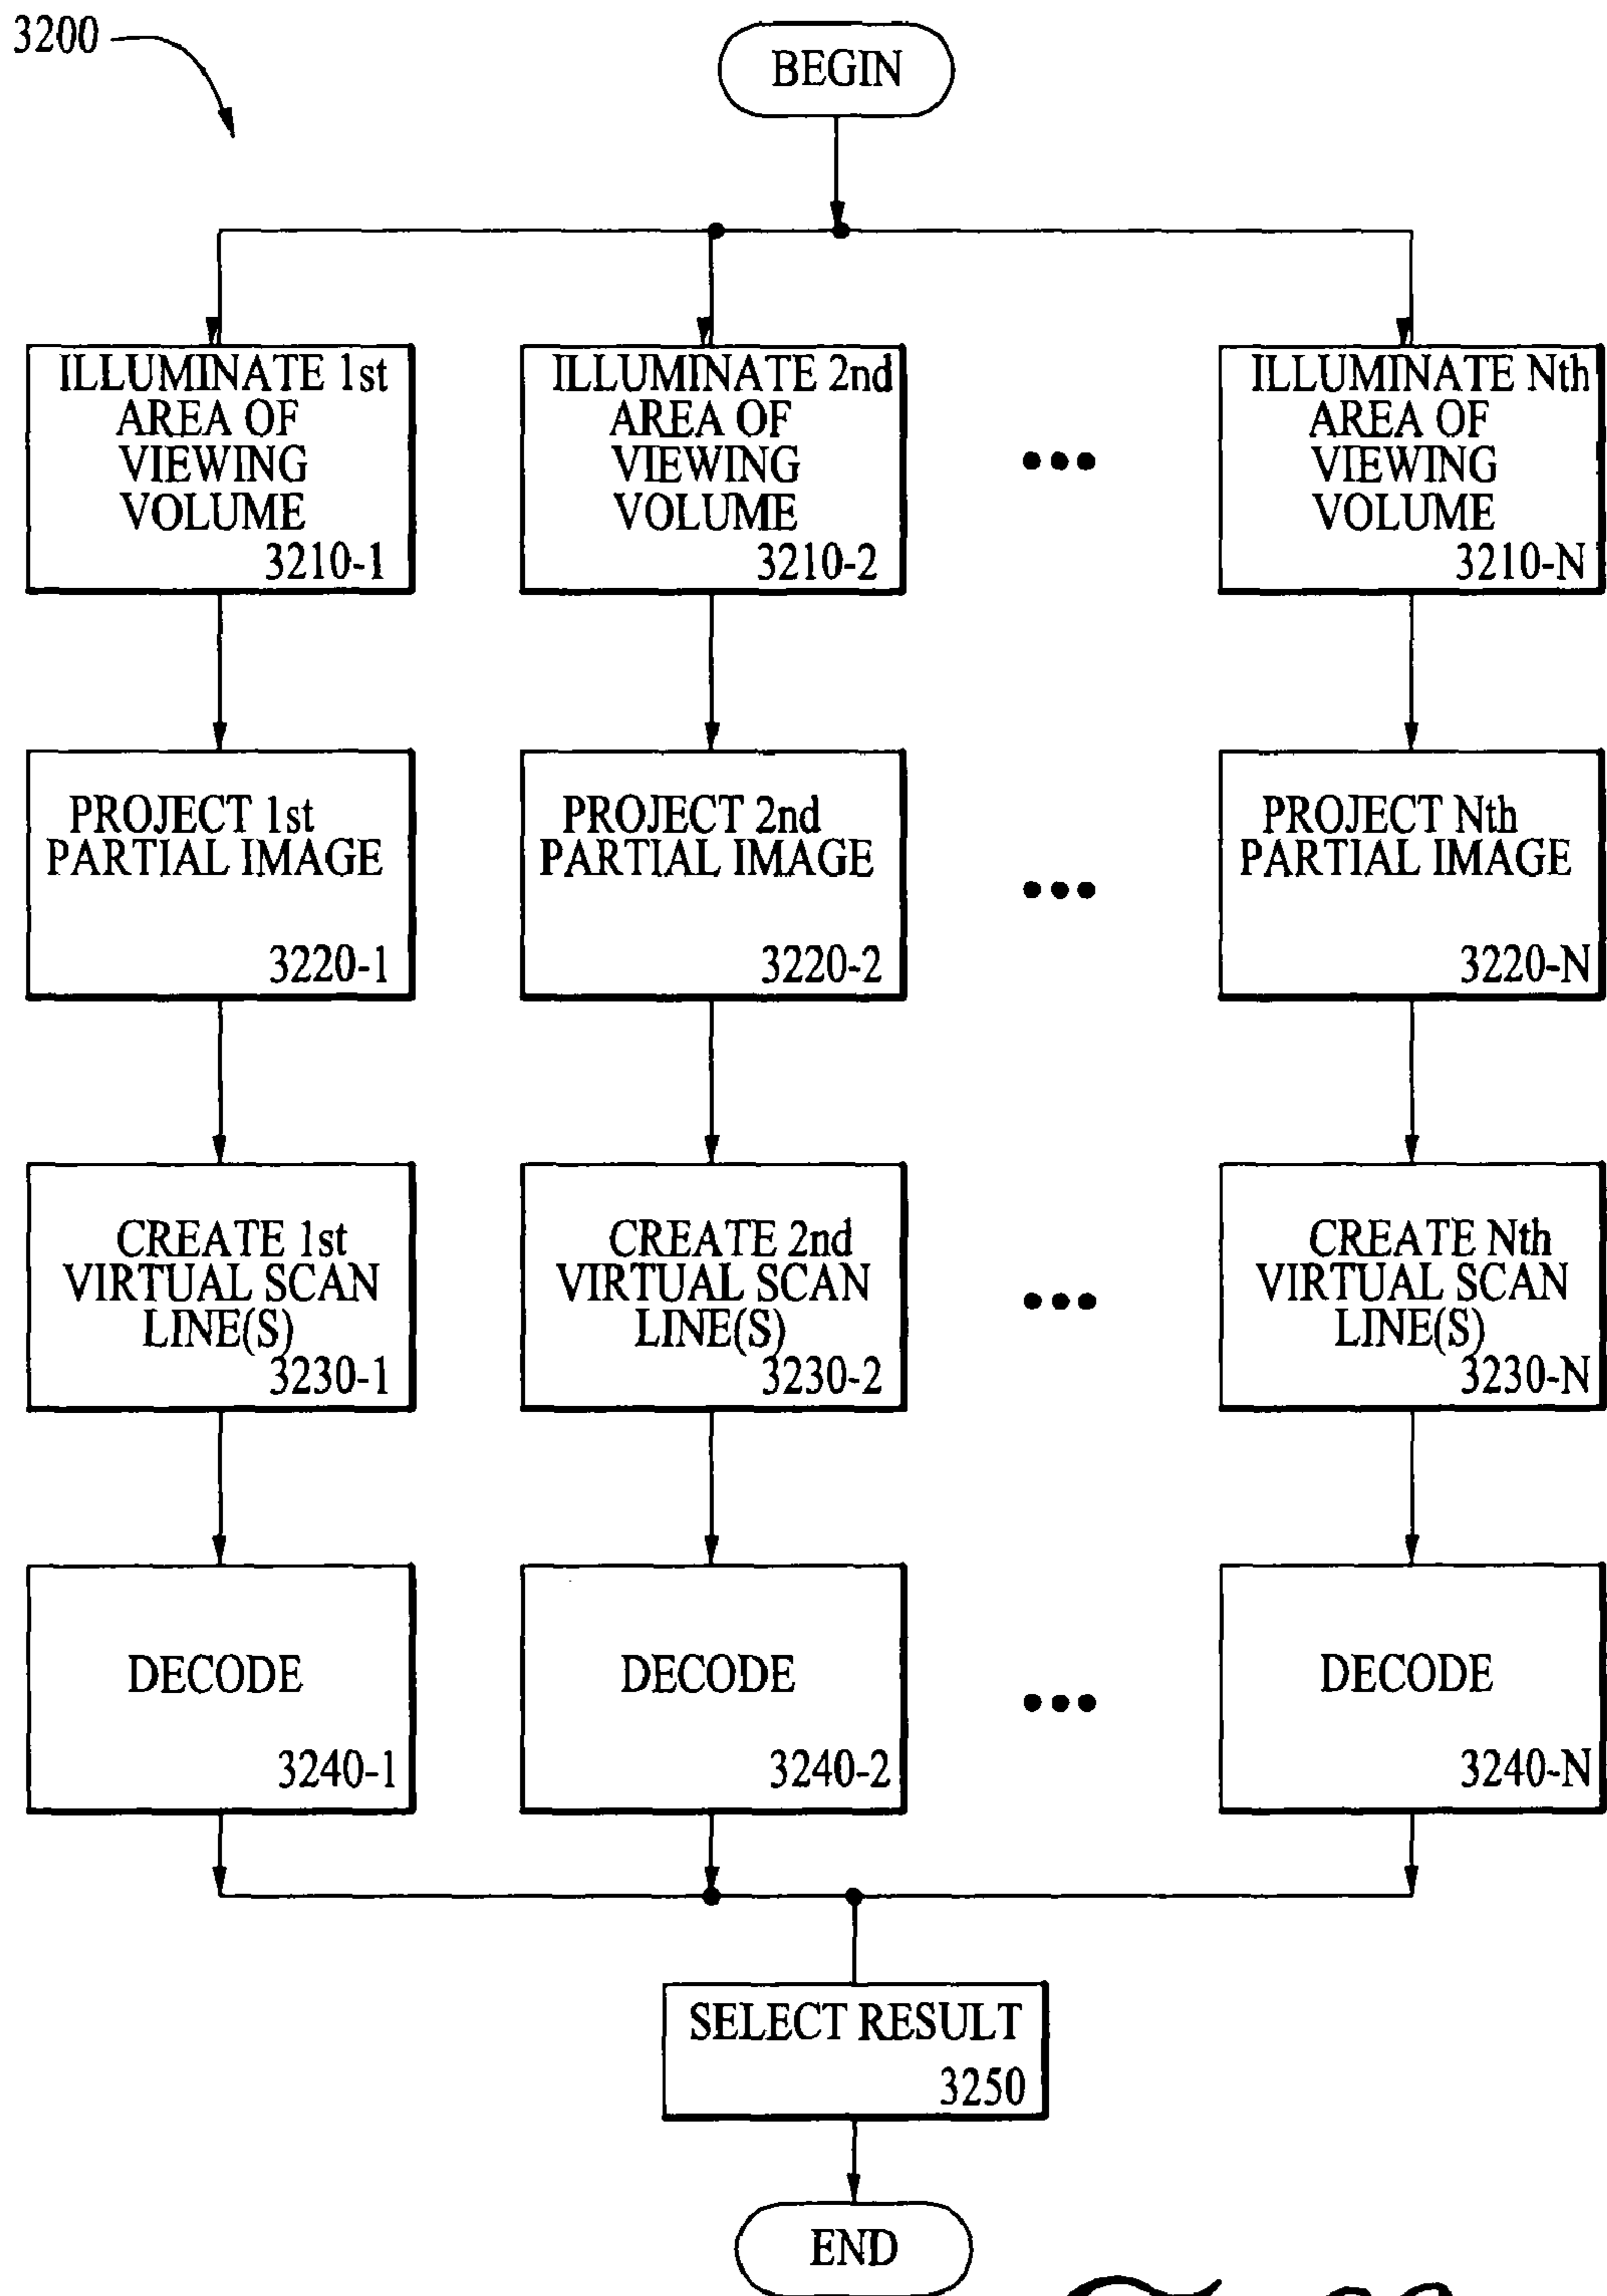 3200
BEGIN
ILLUMINATE 1st
AREA OF
VIEWING
VOLUME
3210-1
ILLUMINATE 2nd
AREA OF
VIEWING
VOLUME
3210-2
ILLUMINATE Nth
AREA OF
VIEWING
VOLUME
3210-N
PROJECT 1st
PARTIAL IMAGE
3220-1
PROJECT 2nd
PARTIAL IMAGE
3220-2
PROJECT Nth
PARTIAL IMAGE
3220-N
CREATE 1st
VIRTUAL SCAN
LINE(S)
3230-1
CREATE 2nd
VIRTUAL SCAN
LINE(S)
3230-2
CREATE Nth
VIRTUAL SCAN
LINE(S)
3230-N
DECODE
3240-1
DECODE
3240-2
DECODE
3240-N
SELECT RESULT
3250
END